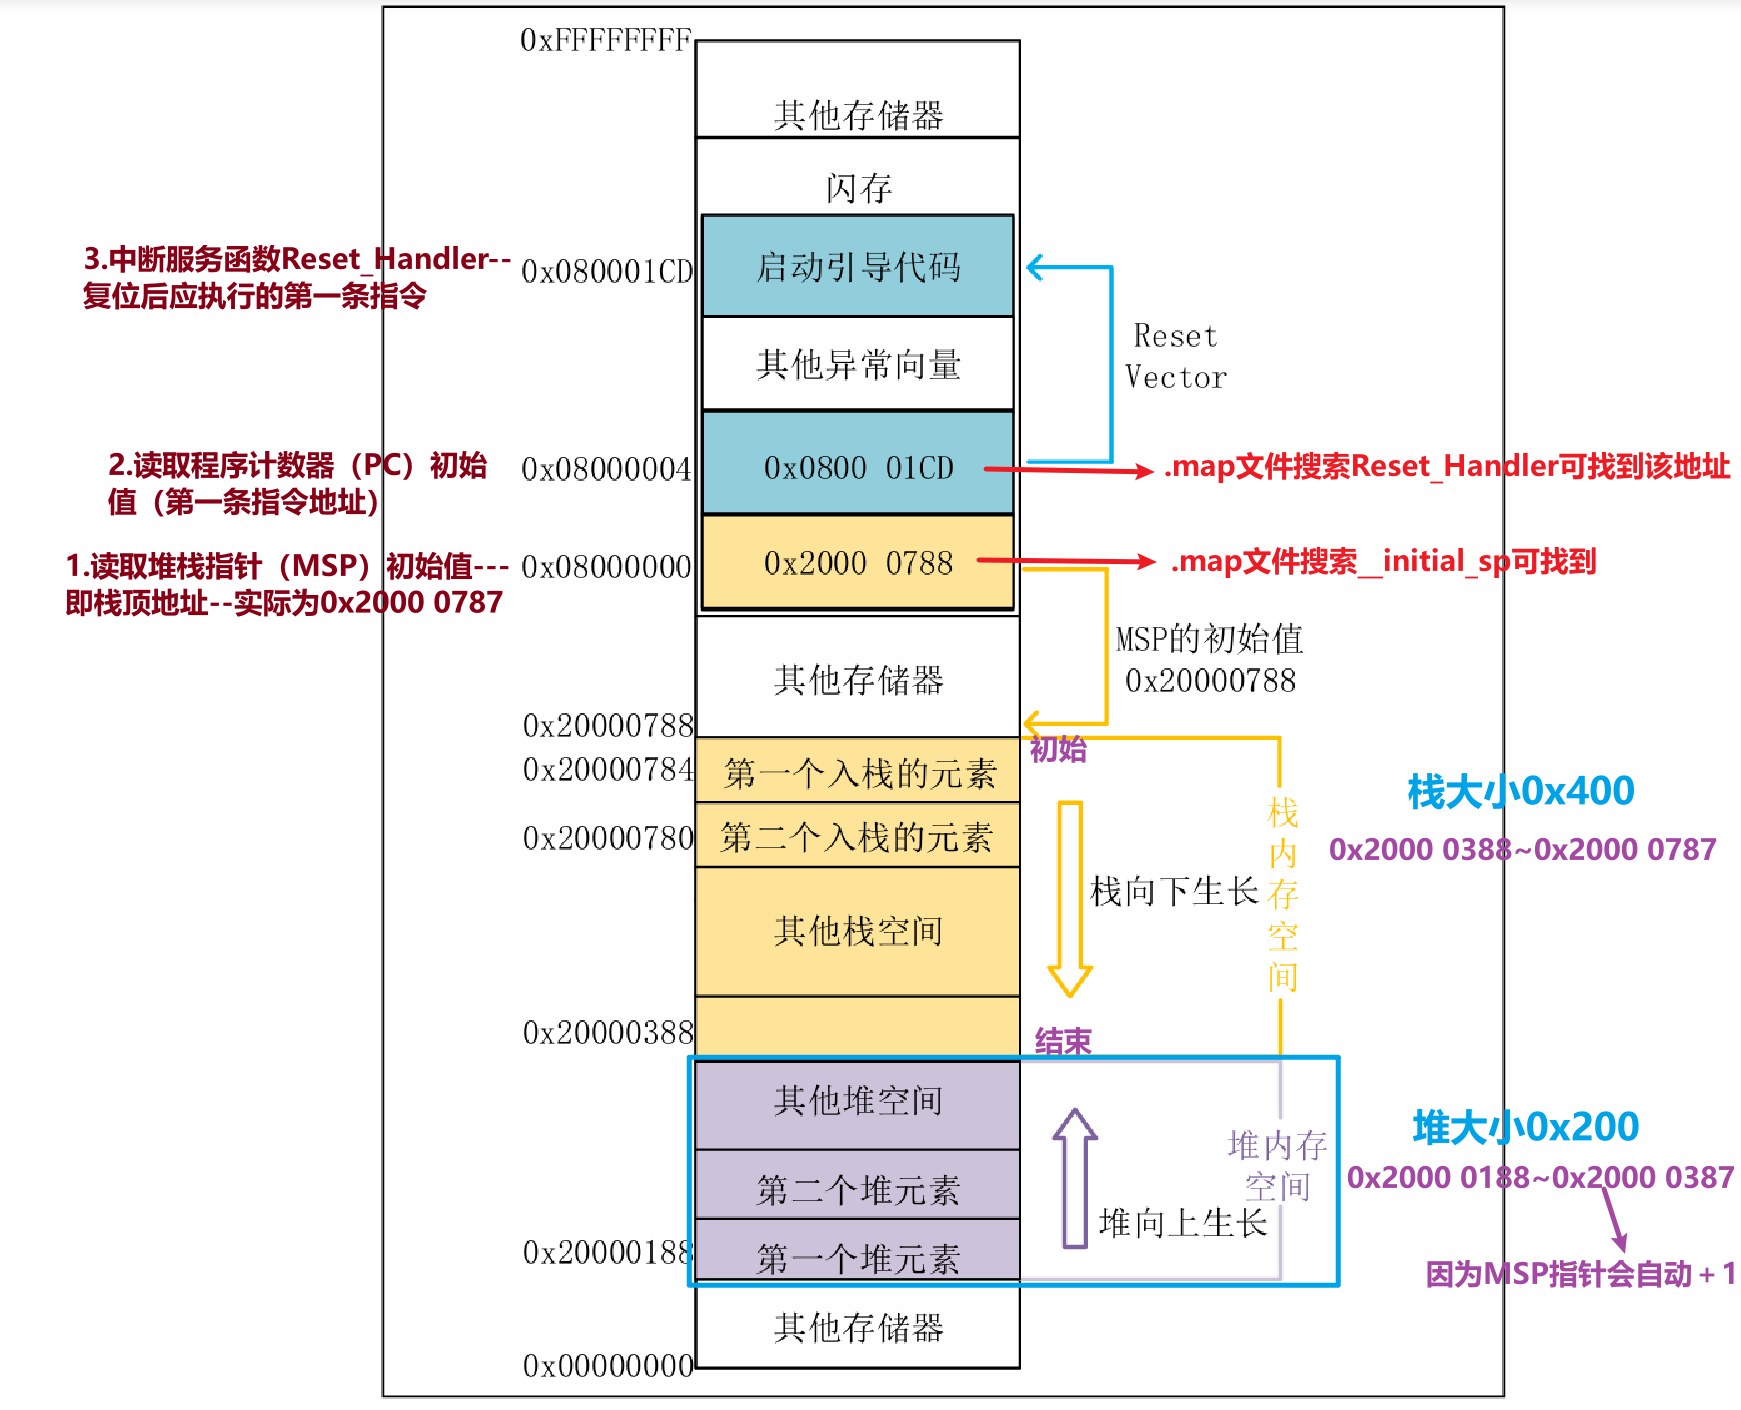 0xFFFFFFFF
其他存储器
闪存
3.中断服务函数Reset_Handler--
复位后应执行的第一条指令
0x080001CD
启动引导代码
Reset
Vector
其他异常向量
2.读取程序计数器（PC）初始
值（第一条指令地址）
0x08000004
0x0800 01CD
.map文件搜索Reset_Handler可找到该地址
1.读取堆栈指针（MSP）初始值---
即栈顶地址--实际为0x2000 0787
0x08000000
0x2000 0788
.map文件搜索__initial_sp可找到
MSP的初始值
0x20000788
其他存储器
0x20000788
初始
0x20000784
第一个入栈的元素
栈大小0x400
0x2000 0388~0x2000 0787
0x20000780
第二个入栈的元素
栈向下生长
栈内存空间
其他栈空间
0x20000388
结束
其他堆空间
堆大小0x200
0x2000 0188~0x2000 0387
堆内存
空间
第二个堆元素
堆向上生长
0x20000188
第一个堆元素
因为MSP指针会自动＋1
其他存储器
0x00000000